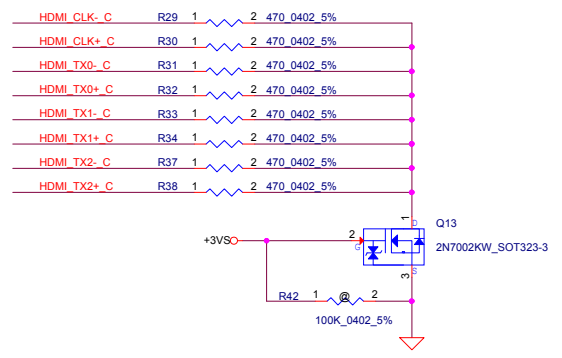 HDMI_CLK-_C R29 1 2 470_0402_5%
HDMI_CLK+_C R30 1 2 470_0402_5%
HDMI_TX0-_C R31 1 2 470_0402_5%
HDMI_TX0+_C R32 1 2 470_0402_5%
HDMI_TX1-_C R33 1 2 470_0402_5%
HDMI_TX1+_C R34 1 2 470_0402_5%
HDMI_TX2-_C R37 1 2 470_0402_5%
HDMI_TX2+_C R38 1 2 470_0402_5%
1 D Q13
+3VS 2 G 2N7002KW_SOT323-3
3 S
R42 1 @ 2
100K_0402_5%